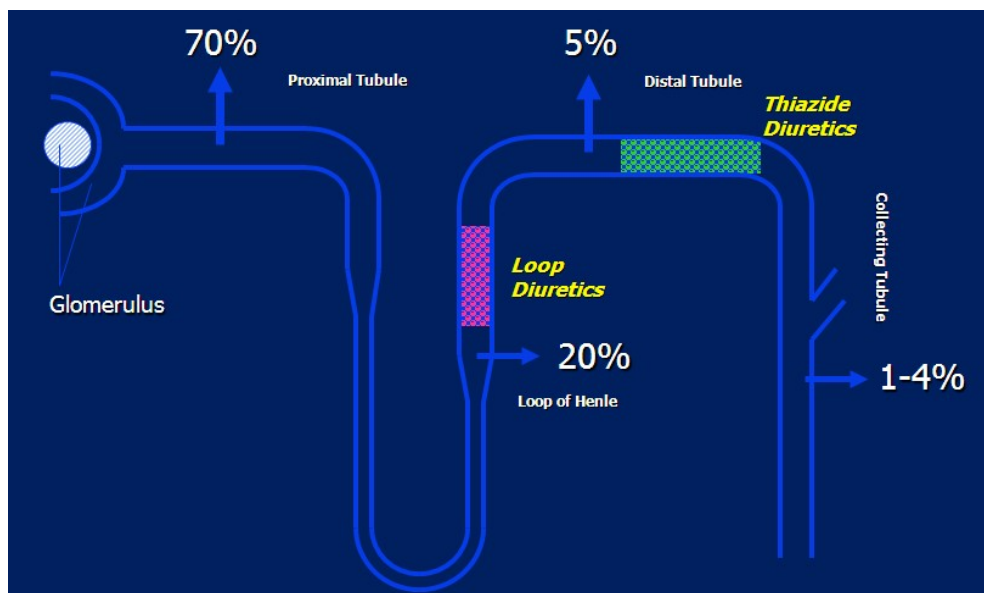 70%
Proximal Tubule
5%
Distal Tubule
Thiazide
Diuretics
Collecting Tubule
Loop
Diuretics
Glomerulus
20%
1-4%
Loop of Henle